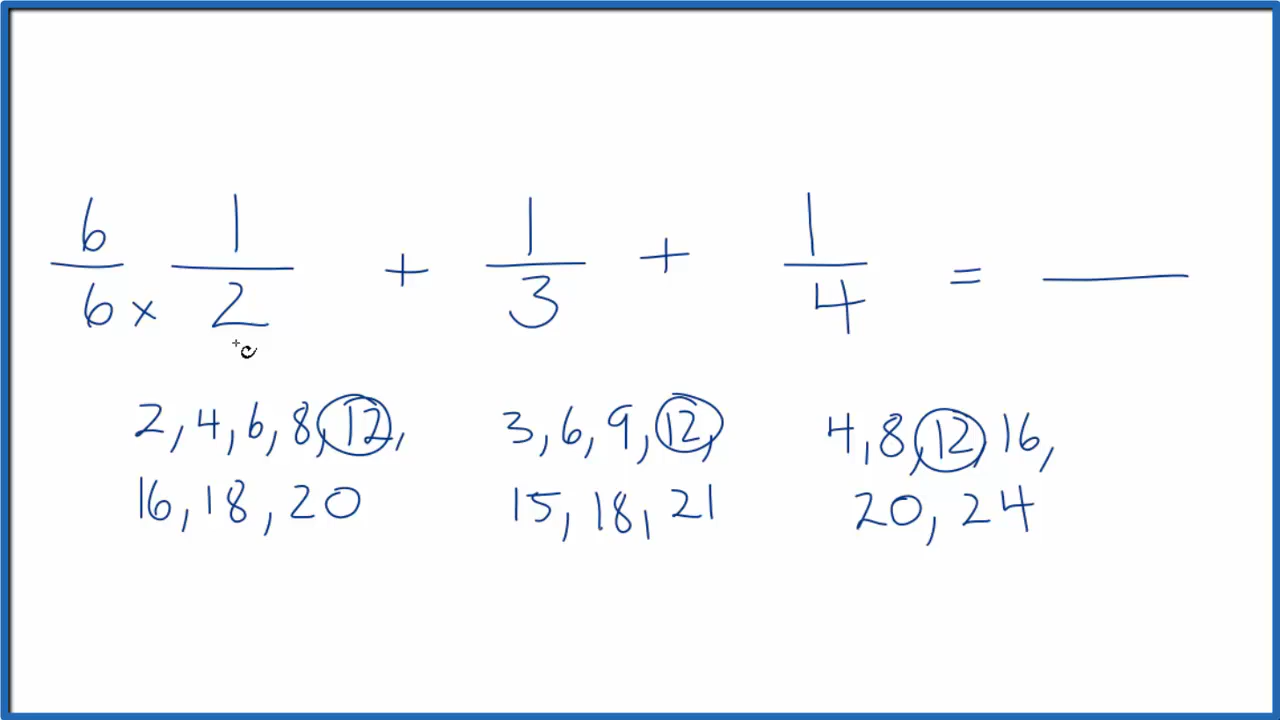 6/6 × 1/2 + 1/3 + 1/4 = ___
2, 4, 6, 8, 12, 3, 6, 9, 12, 4, 8, 12, 16,
16, 18, 20 15, 18, 21 20, 24